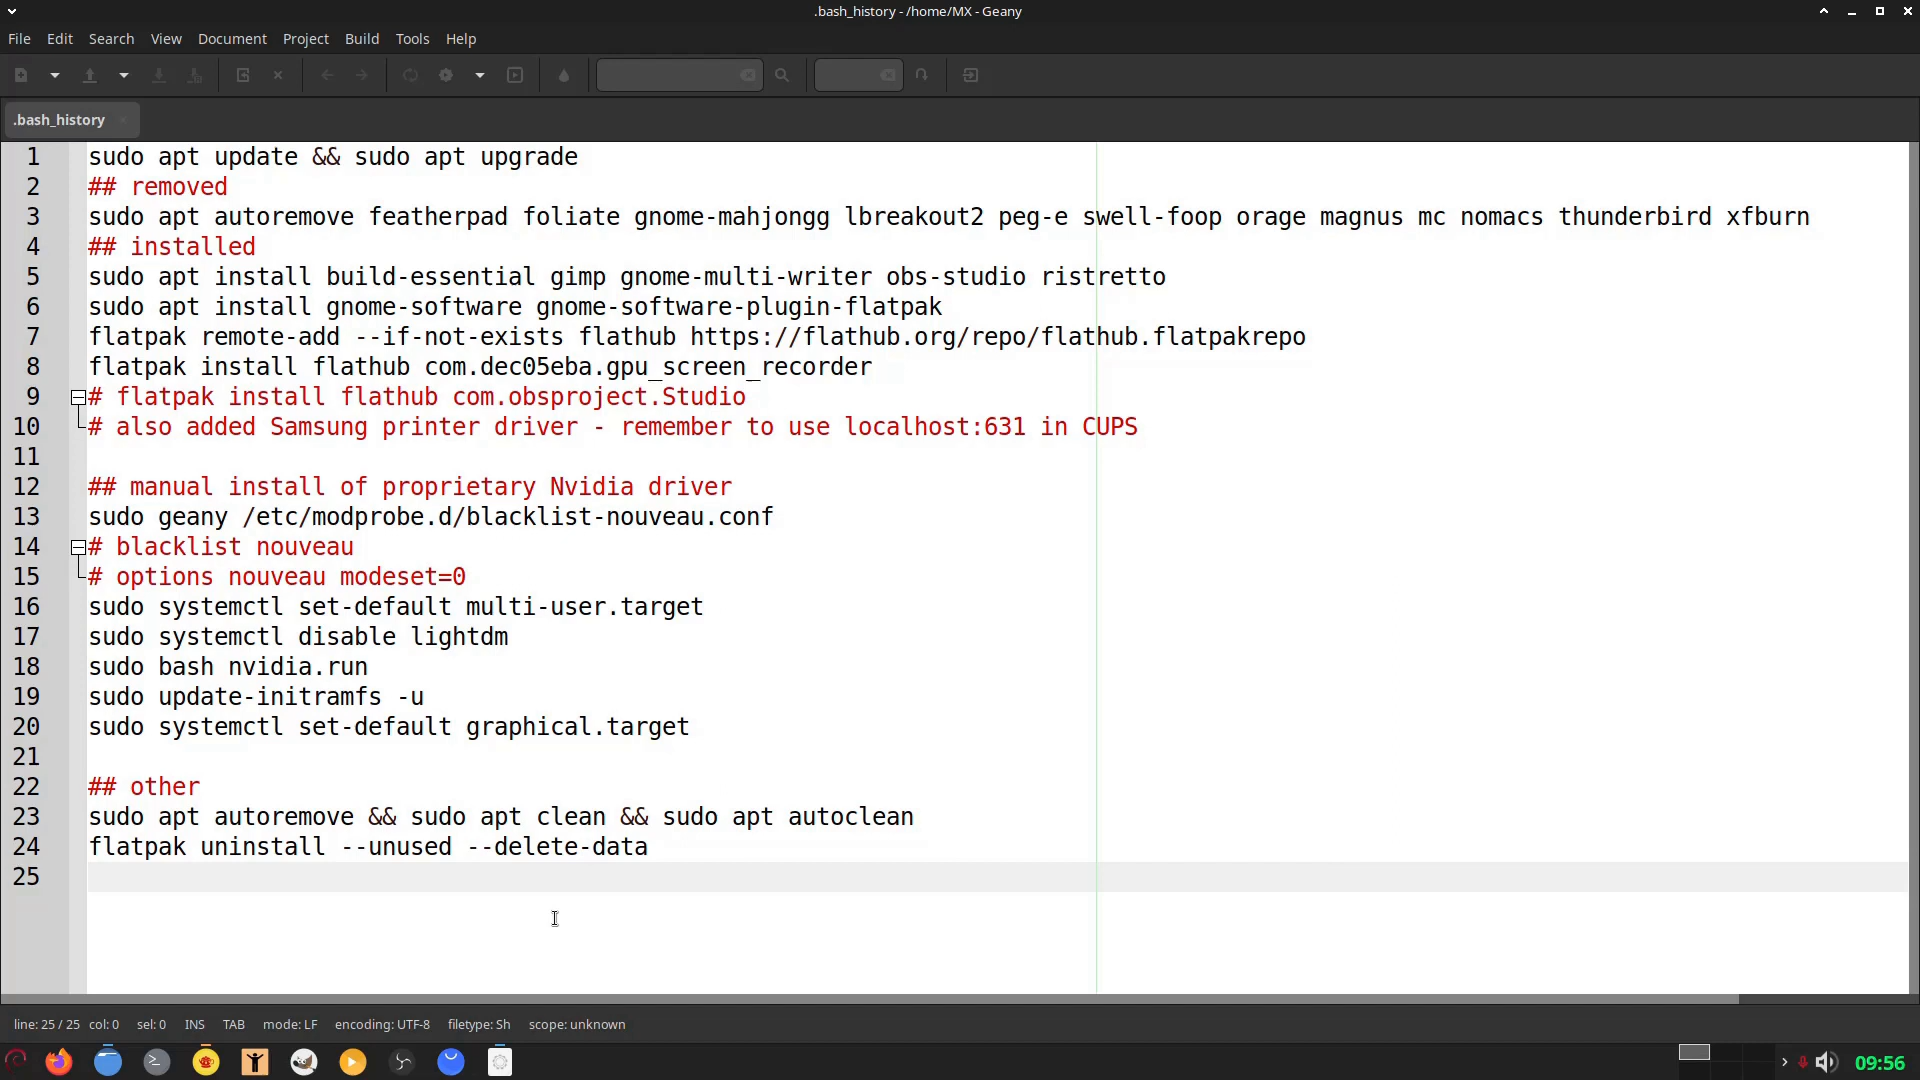 .bash_history - /home/MX - Geany
File Edit Search View Document Project Build Tools Help
.bash_history
1 sudo apt update && sudo apt upgrade
2 ## removed
3 sudo apt autoremove featherpad foliate gnome-mahjongg lbreakout2 peg-e swell-foop orage magnus mc nomacs thunderbird xfburn
4 ## installed
5 sudo apt install build-essential gimp gnome-multi-writer obs-studio ristretto
6 sudo apt install gnome-software gnome-software-plugin-flatpak
7 flatpak remote-add --if-not-exists flathub https://flathub.org/repo/flathub.flatpakrepo
8 flatpak install flathub com.dec05eba.gpu_screen_recorder
9 # flatpak install flathub com.obsproject.Studio
10 # also added Samsung printer driver - remember to use localhost:631 in CUPS
11
12 ## manual install of proprietary Nvidia driver
13 sudo geany /etc/modprobe.d/blacklist-nouveau.conf
14 # blacklist nouveau
15 # options nouveau modeset=0
16 sudo systemctl set-default multi-user.target
17 sudo systemctl disable lightdm
18 sudo bash nvidia.run
19 sudo update-initramfs -u
20 sudo systemctl set-default graphical.target
21
22 ## other
23 sudo apt autoremove && sudo apt clean && sudo apt autoclean
24 flatpak uninstall --unused --delete-data
25
line: 25 / 25 col: 0 sel: 0 INS TAB mode: LF encoding: UTF-8 filetype: Sh scope: unknown
09:56